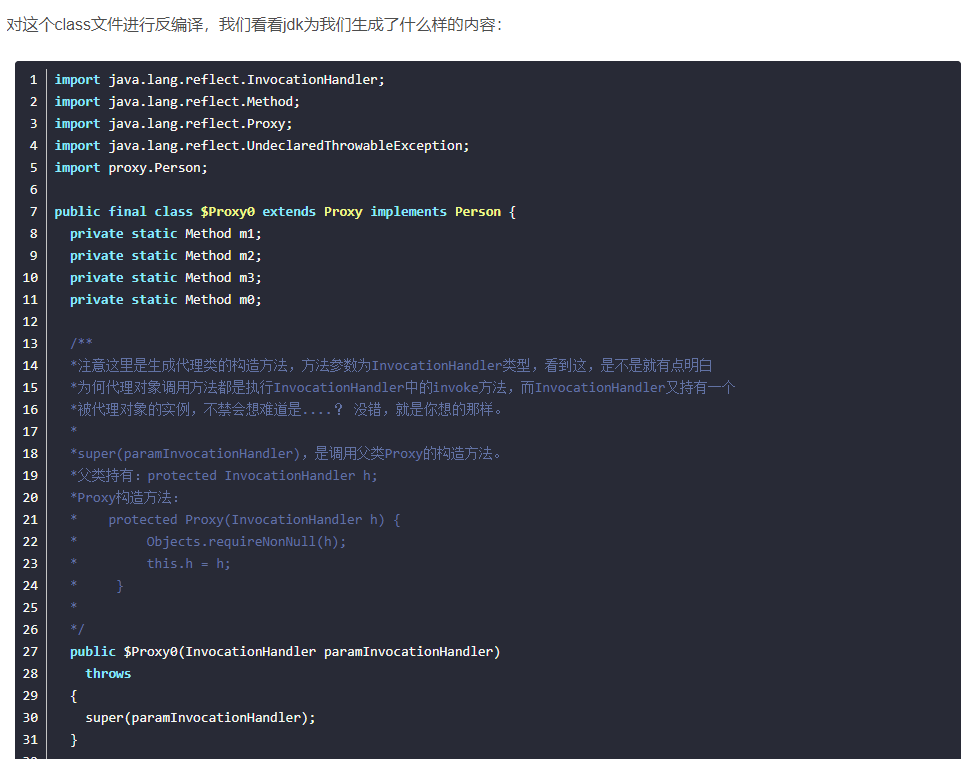 对这个class文件进行反编译，我们看看jdk为我们生成了什么样的内容：
1 import java.lang.reflect.InvocationHandler;
2 import java.lang.reflect.Method;
3 import java.lang.reflect.Proxy;
4 import java.lang.reflect.UndeclaredThrowableException;
5 import proxy.Person;
6
7 public final class $Proxy0 extends Proxy implements Person {
8   private static Method m1;
9   private static Method m2;
10   private static Method m3;
11   private static Method m0;
12
13   /**
14   *注意这里是生成代理类的构造方法，方法参数为InvocationHandler类型，看到这，是不是就有点明白
15   *为何代理对象调用方法都是执行InvocationHandler中的invoke方法，而InvocationHandler又持有一个
16   *被代理对象的实例，不禁会想难道是....？ 没错，就是你想的那样。
17   *
18   *super(paramInvocationHandler)，是调用父类Proxy的构造方法。
19   *父类持有：protected InvocationHandler h;
20   *Proxy构造方法：
21   *    protected Proxy(InvocationHandler h) {
22   *         Objects.requireNonNull(h);
23   *         this.h = h;
24   *     }
25   *
26   */
27   public $Proxy0(InvocationHandler paramInvocationHandler)
28     throws
29   {
30     super(paramInvocationHandler);
31   }